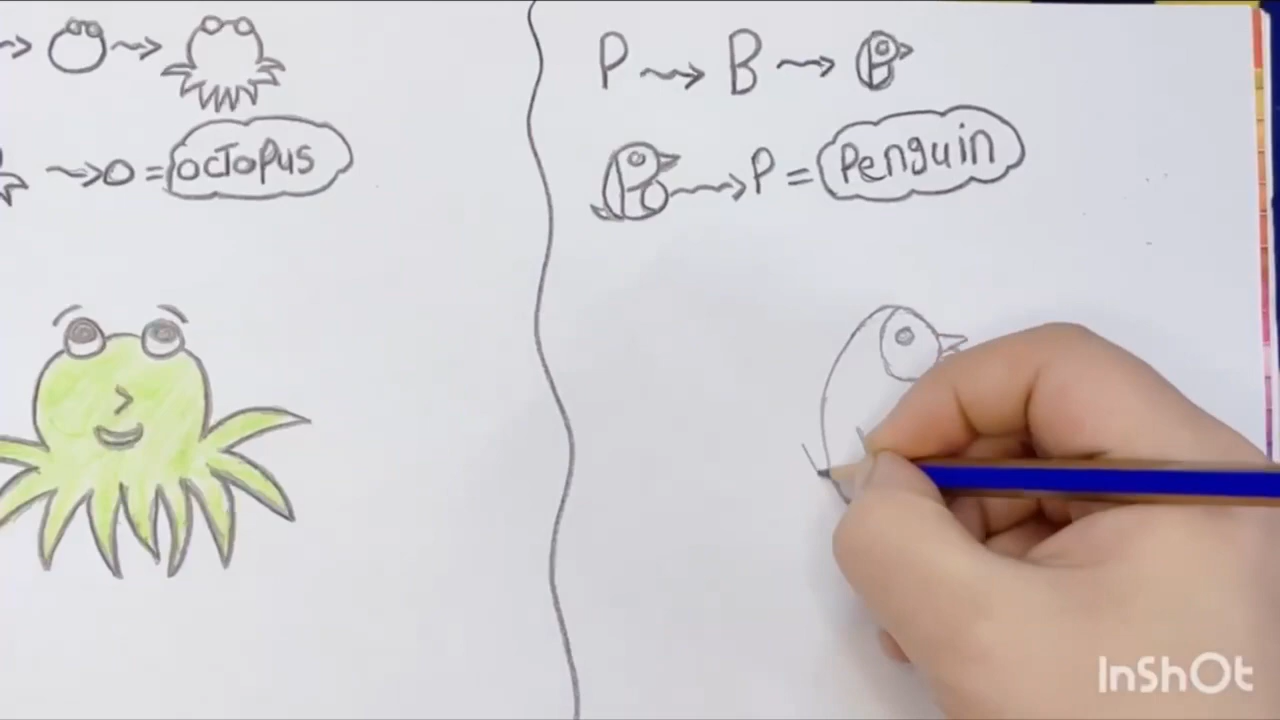 P B
O = octopus
P = Penguin
InShOt